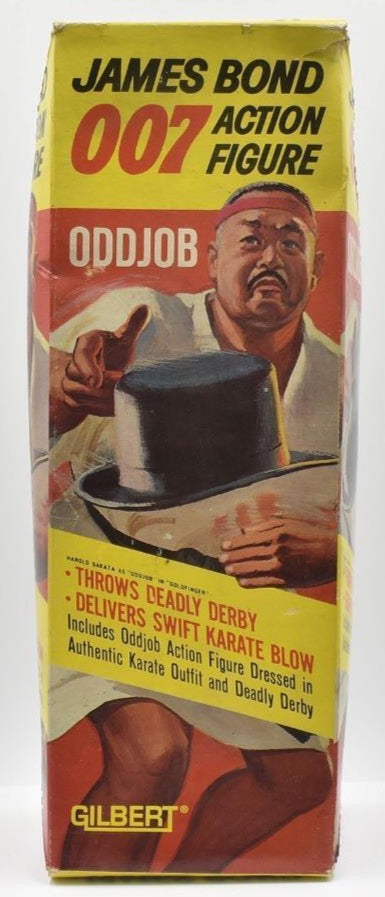 JAMES BOND
007 ACTION
FIGURE
ODDJOB
HAROLD SAKATA AS "ODDJOB" IN "GOLDFINGER"
• THROWS DEADLY DERBY
• DELIVERS SWIFT KARATE BLOW
Includes Oddjob Action Figure Dressed in
Authentic Karate Outfit and Deadly Derby
GILBERT®